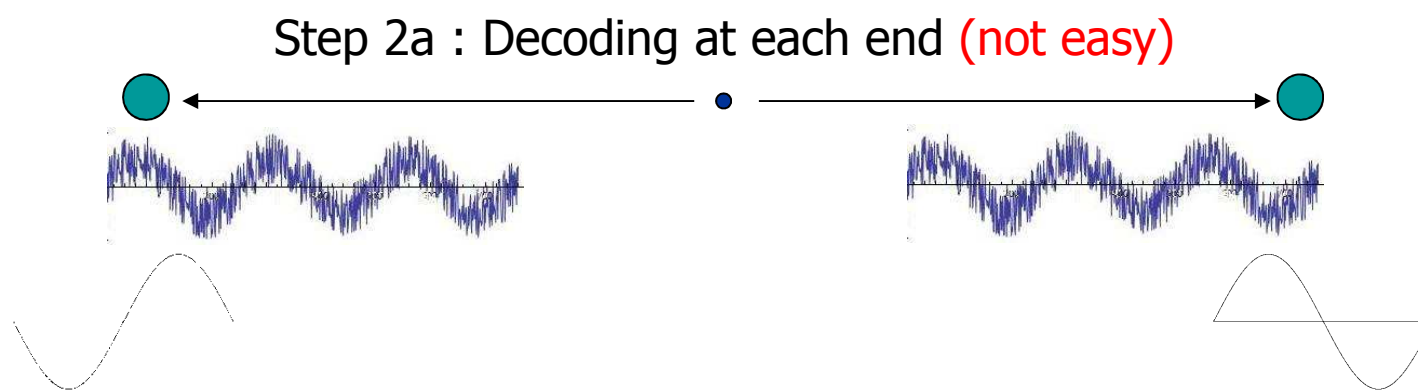 Step 2a : Decoding at each end (not easy)